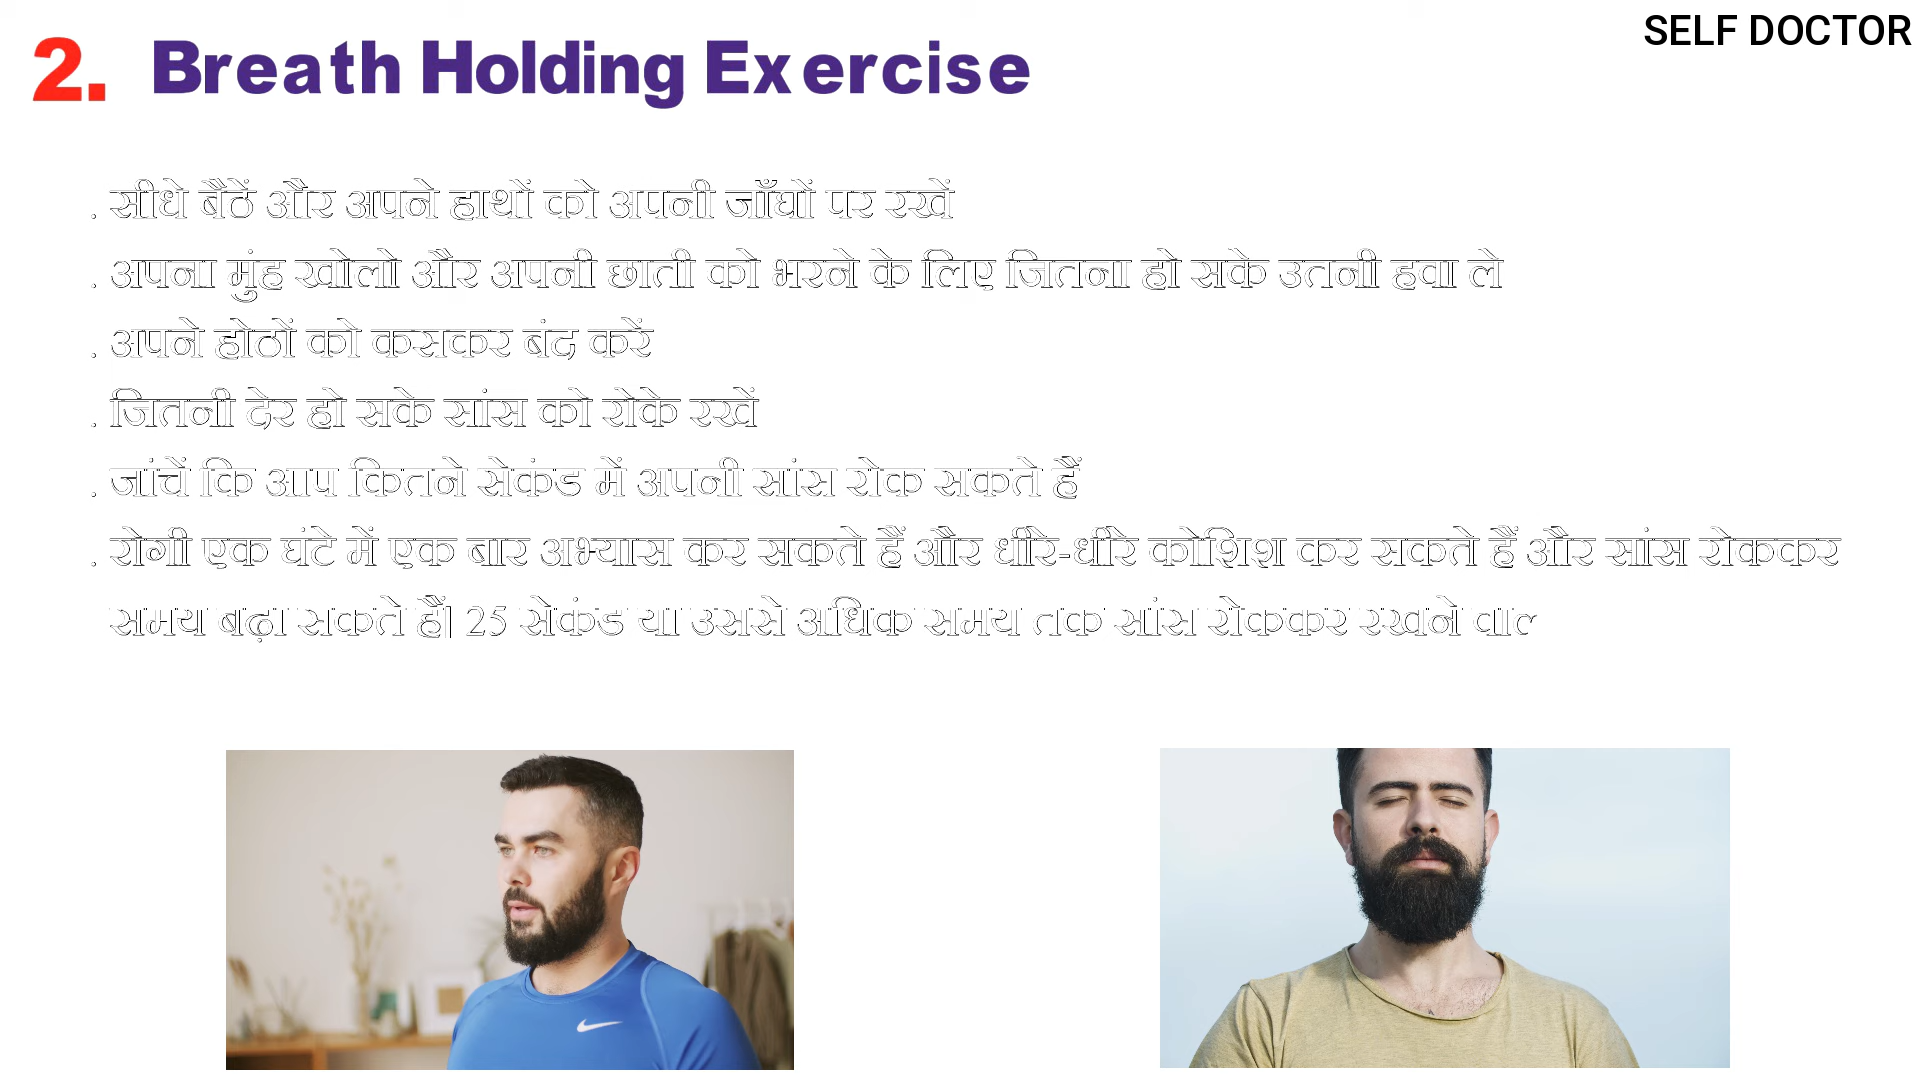 SELF DOCTOR
2. Breath Holding Exercise
. सीधे बैठें और अपने हाथों को अपनी जाँघों पर रखें
. अपना मुंह खोलो और अपनी छाती को भरने के लिए जितना हो सके उतनी हवा ले
. अपने होठों को कसकर बंद करें
. जितनी देर हो सके सांस को रोके रखें
. जांचें कि आप कितने सेकंड में अपनी सांस रोक सकते हैं
. रोगी एक घंटे में एक बार अभ्यास कर सकते हैं और धीरे-धीरे कोशिश कर सकते हैं और सांस रोककर
समय बढ़ा सकते हैं| 25 सेकंड या उससे अधिक समय तक सांस रोककर रखने